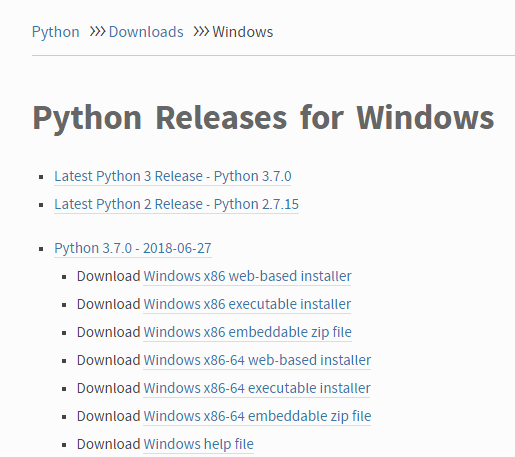 Python >>> Downloads >>> Windows
Python Releases for Windows
Latest Python 3 Release - Python 3.7.0
Latest Python 2 Release - Python 2.7.15
Python 3.7.0 - 2018-06-27
Download Windows x86 web-based installer
Download Windows x86 executable installer
Download Windows x86 embeddable zip file
Download Windows x86-64 web-based installer
Download Windows x86-64 executable installer
Download Windows x86-64 embeddable zip file
Download Windows help file